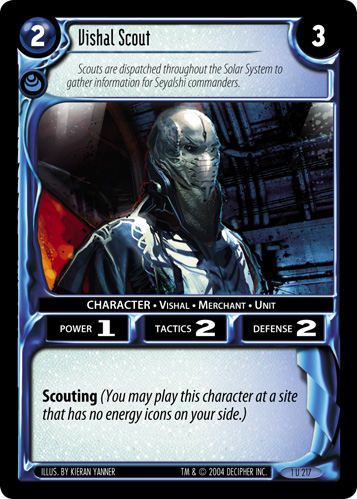 2 Vishal Scout 3
Scouts are dispatched throughout the Solar System to
gather information for Seyalshi commanders.
CHARACTER • VISHAL • MERCHANT • UNIT
POWER 1 TACTICS 2 DEFENSE 2
Scouting (You may play this character at a site
that has no energy icons on your side.)
ILLUS. BY KIERAN YANNER TM & © 2004 DECIPHER INC. 1 U 217